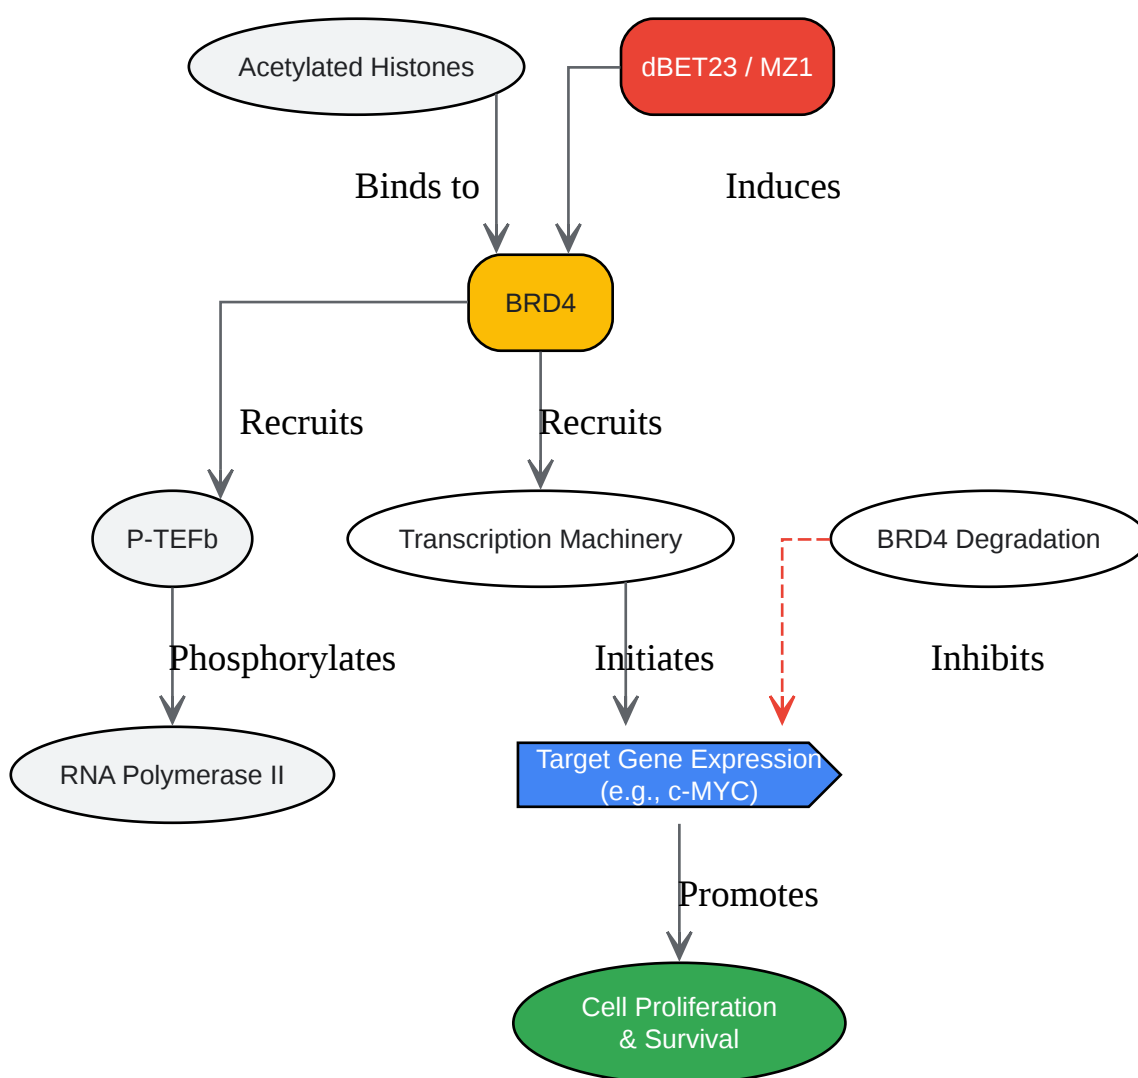 Acetylated Histones
dBET23 / MZ1
Binds to
Induces
BRD4
Recruits
Recruits
P-TEFb
Transcription Machinery
BRD4 Degradation
Phosphorylates
Initiates
Inhibits
RNA Polymerase II
Target Gene Expression
(e.g., c-MYC)
Promotes
Cell Proliferation
& Survival